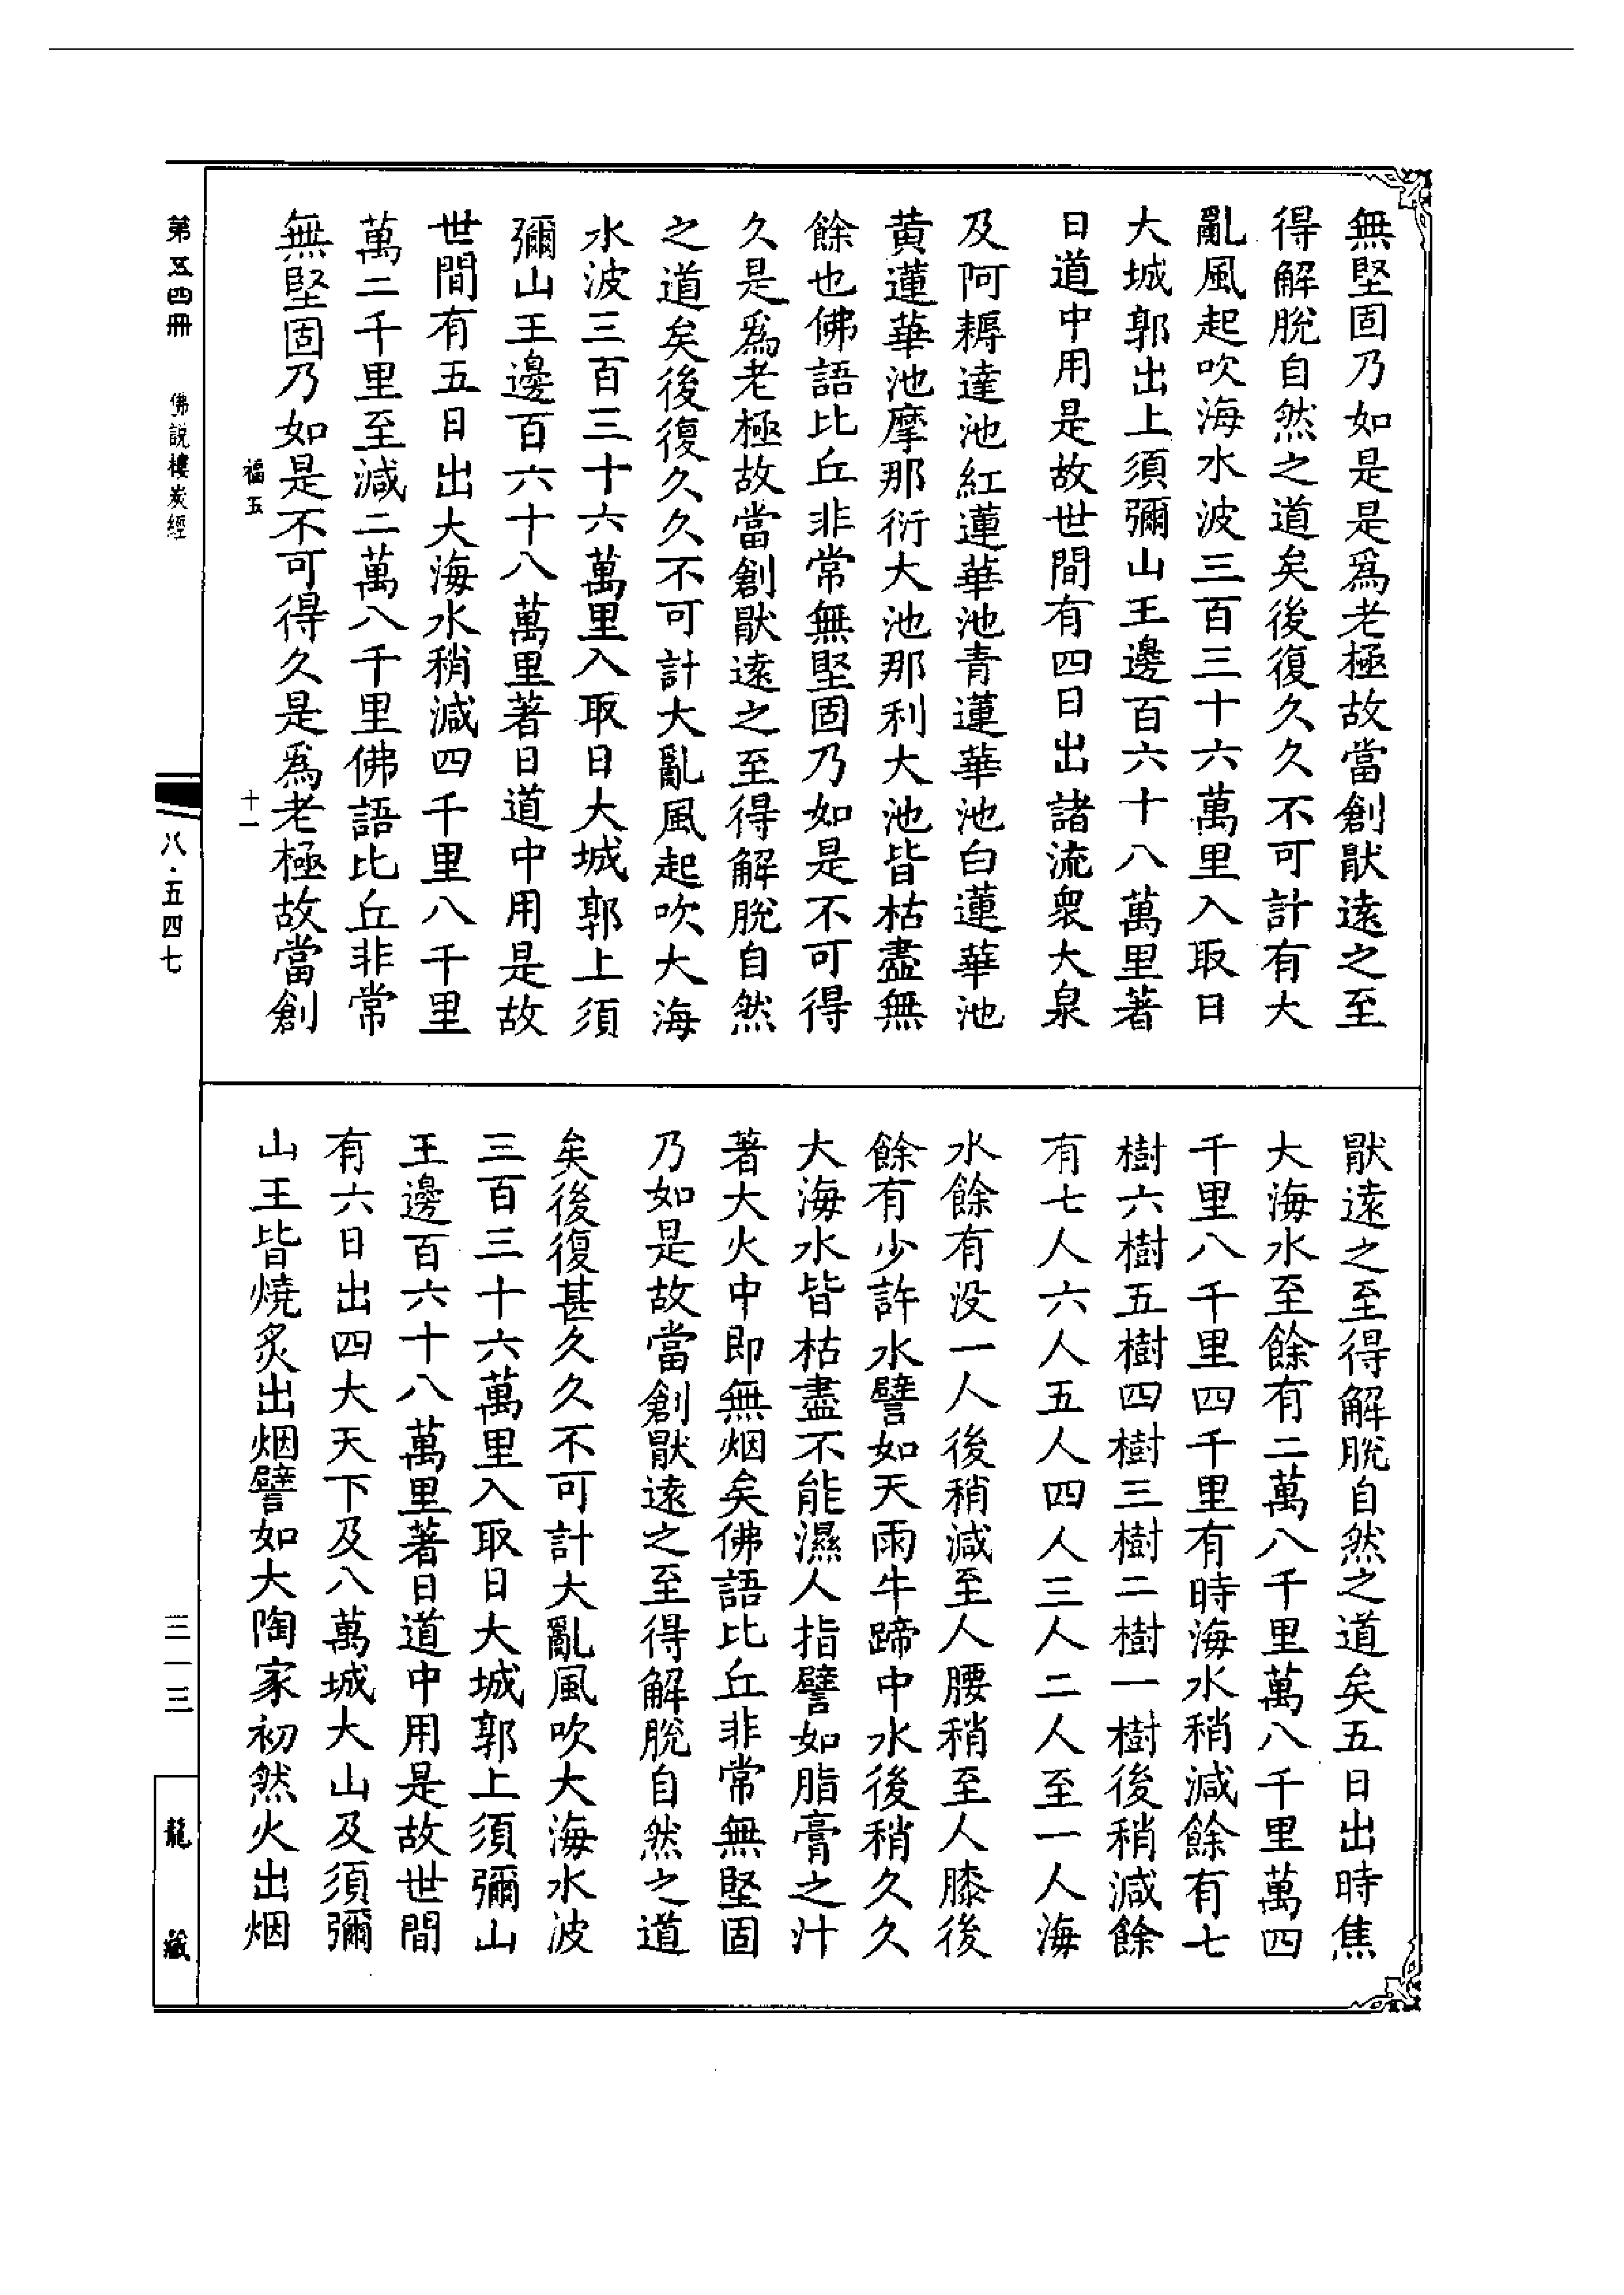 無堅固乃如是是爲老極故當創猒遠之至
得解脫自然之道矣後復久久不可計有大
亂風起吹海水波三百三十六萬里入取日
大城郭出上須彌山王邊百六十八萬里著
日道中用是故世間有四日出諸流衆大泉
及阿耨達池紅蓮華池青蓮華池白蓮華池
黃蓮華池摩那衍大池那利大池皆枯盡無
餘也佛語比丘非常無堅固乃如是不可得
久是爲老極故當創猒遠之至得解脫自然
之道矣後復久久不可計大亂風起吹大海
水波三百三十六萬里入取日大城郭上須
彌山王邊百六十八萬里著日道中用是故
世間有五日出大海水稍減四千里八千里
萬二千里至減二萬八千里佛語比丘非常
無堅固乃如是不可得久是爲老極故當創
福五
十一
猒遠之至得解脫自然之道矣五日出時焦
大海水至餘有二萬八千里萬八千里萬四
千里八千里四千里有時海水稍減餘有七
樹六樹五樹四樹三樹二樹一樹後稍減餘
有七人六人五人四人三人二人至一人海
水餘有没一人後稍減至人腰稍至人膝後
餘有少許水譬如天雨牛蹄中水後稍久久
大海水皆枯盡不能濕人指譬如脂膏之汁
著大火中即無烟矣佛語比丘非常無堅固
乃如是故當創猒遠之至得解脫自然之道
矣後復甚久久不可計大亂風吹大海水波
三百三十六萬里入取日大城郭上須彌山
王邊百六十八萬里著日道中用是故世間
有六日出四大天下及八萬城大山及須彌
山王皆燒炙出烟譬如大陶家初然火出烟
第五四冊
佛說樓炭經
八·五四七
三一三
龍藏